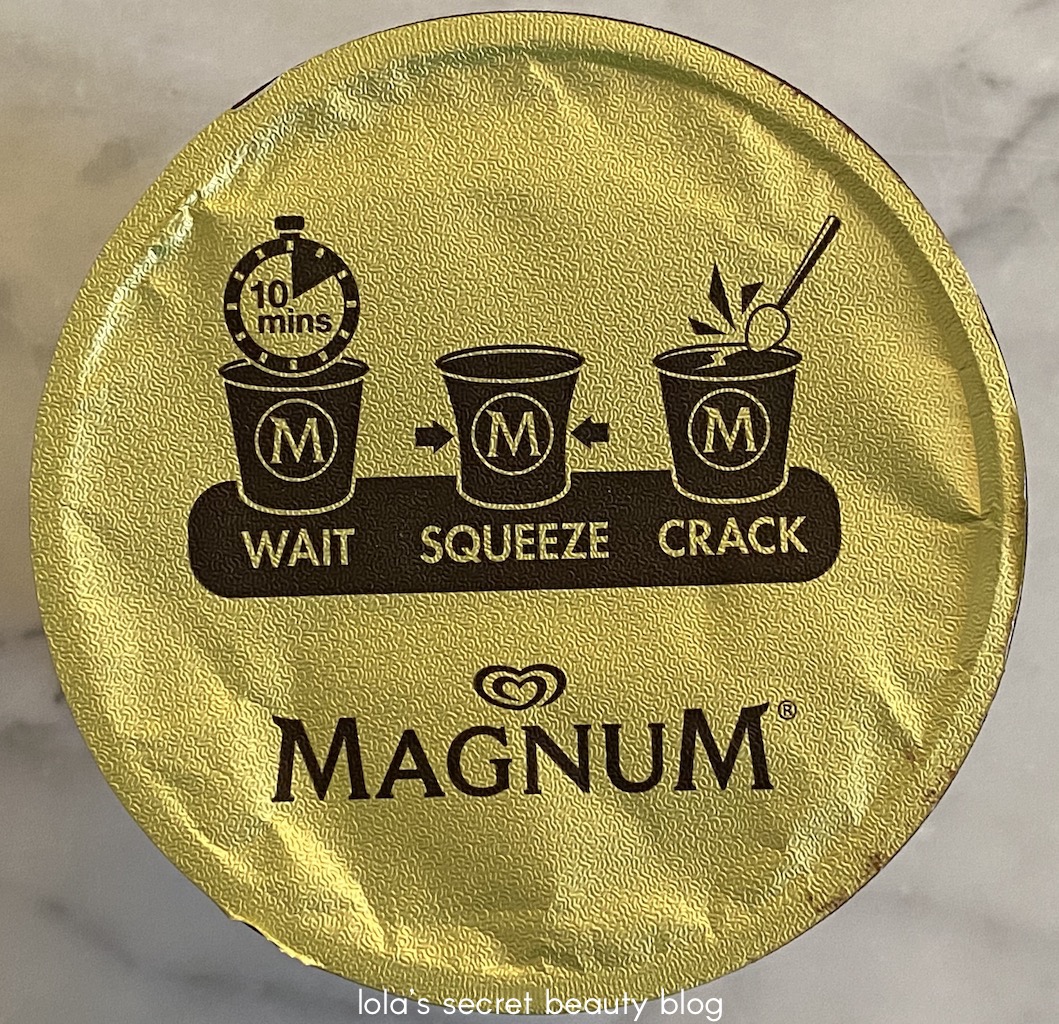 10
mins
M M M
WAIT SQUEEZE CRACK
MAGNUM®
lola's secret beauty blog